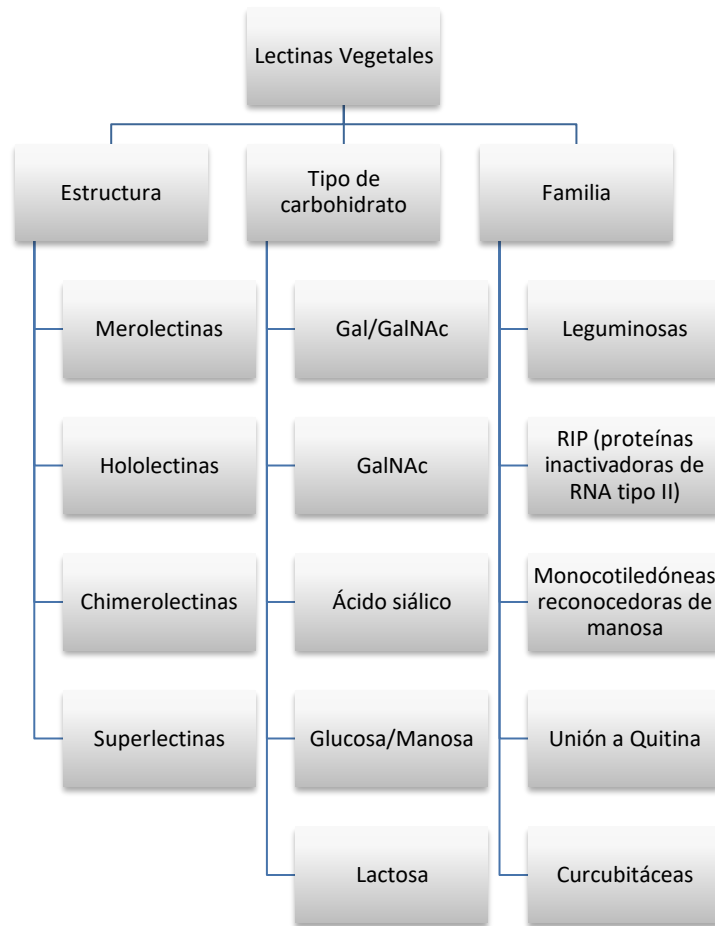 Lectinas Vegetales
Estructura
Merolectinas
Hololectinas
Chimerolectinas
Superlectinas
Tipo de
carbohidrato
Gal/GalNAc
GalNAc
Ácido siálico
Glucosa/Manosa
Lactosa
Familia
Leguminosas
RIP (proteínas
inactivadoras de
RNA tipo II)
Monocotiledóneas
reconocedoras de
manosa
Unión a Quitina
Curcubitáceas